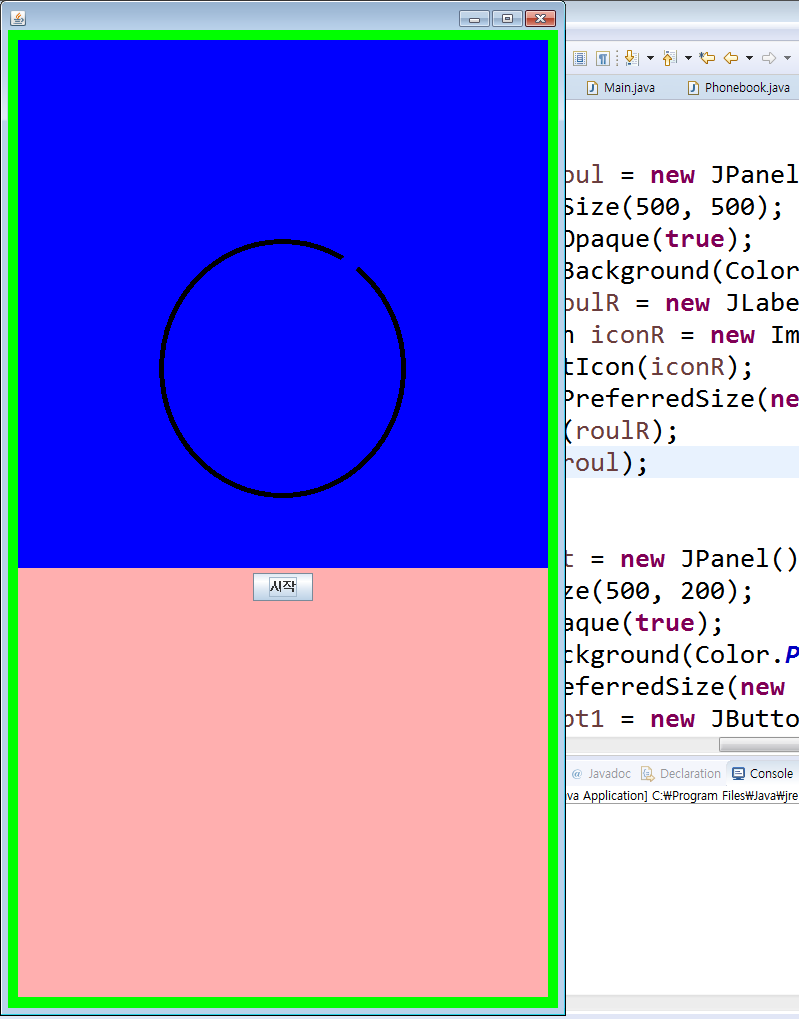 Main.java
Phonebook.java
oul = new JPanel
Size(500, 500);
Opaque(true);
Background(Color
oulR = new JLabe
n iconR = new Im
tIcon(iconR);
PreferredSize(ne
(roulR);
roul);
t = new JPanel()
ze(500, 200);
aque(true);
ckground(Color.P
eferredSize(new
ot1 = new JButto
시작
@ Javadoc
Declaration
Console
va Application] C:₩Program Files₩Java₩jre